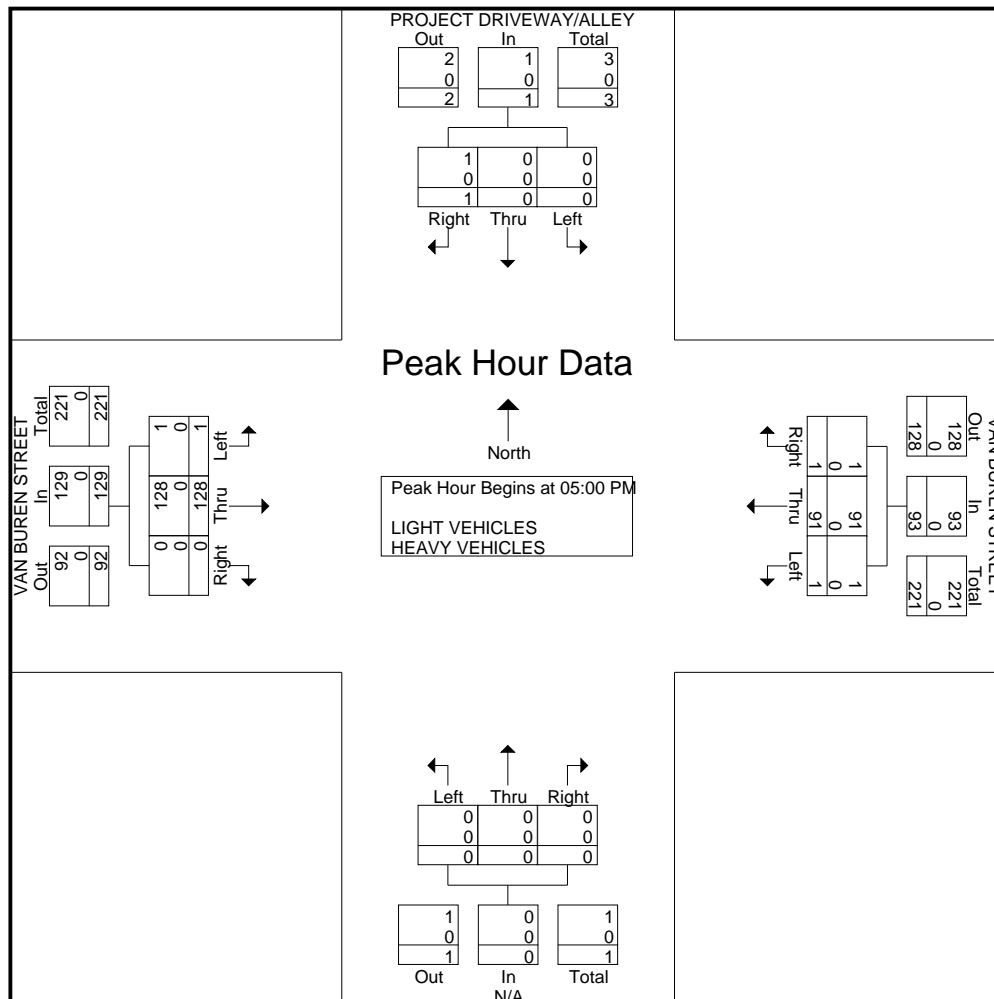 PROJECT DRIVEWAY/ALLEY
Out In Total
2 1 3
0 0 0
2 1 3
1 0 0
0 0 0
1 0 0
Right Thru Left
Peak Hour Data
North
Peak Hour Begins at 05:00 PM
LIGHT VEHICLES
HEAVY VEHICLES
VAN BUREN STREET
Out In Total
92 129 221
0 0 0
92 129 221
Right Thru Left
0 128 1
0 0 0
0 128 1
VAN BUREN STREET
Out In Total
128 93 221
0 0 0
128 93 221
Right Thru Left
1 91 1
0 0 0
1 91 1
Left Thru Right
0 0 0
0 0 0
0 0 0
1 0 1
0 0 0
1 0 1
Out In Total
N/A